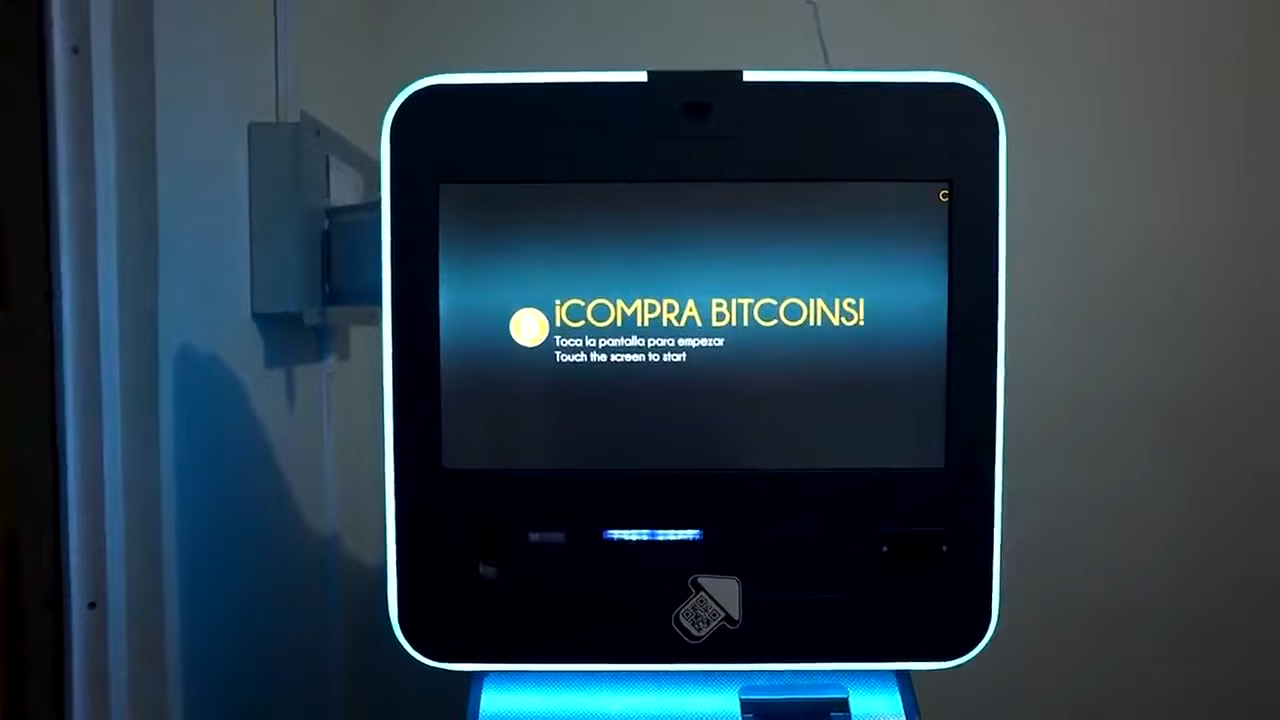 C
¡COMPRA BITCOINS!
Toca la pantalla para empezar
Touch the screen to start